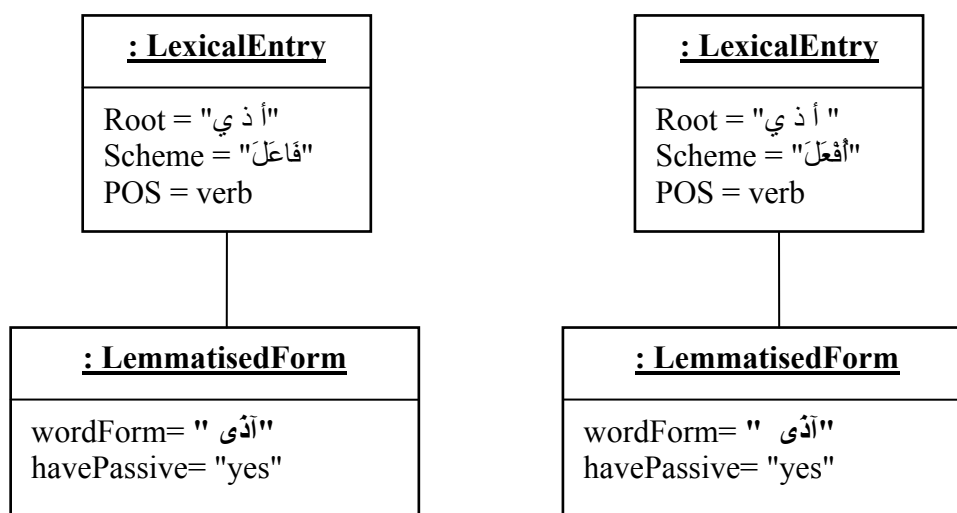 : LexicalEntry
Root = "أ ذ ي"
Scheme = "فَاعَلَ"
POS = verb
: LemmatisedForm
wordForm= " آذَى"
havePassive= "yes"
: LexicalEntry
Root = "أ ذ ي "
Scheme = "أَفْعَلَ"
POS = verb
: LemmatisedForm
wordForm= " آذَى"
havePassive= "yes"